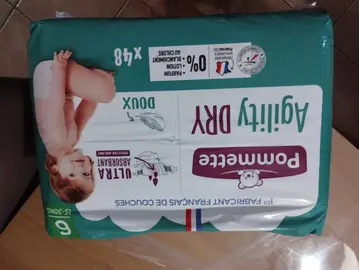 1ER FABRICANT FRANÇAIS DE COUCHES
Pommette
ULTRA
ABSORBANT
6
Agility DRY
DOUX
0%
• PARFUM
• LOTION
• BLANCHIMENT
AU CHLORE
x48